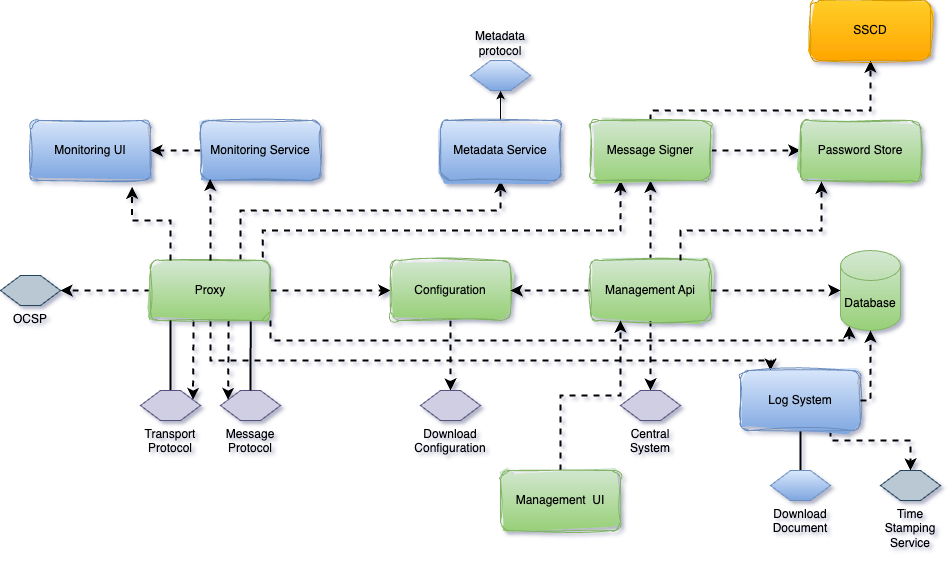 SSCD
Metadata
protocol
Monitoring UI
Monitoring Service
Metadata Service
Message Signer
Password Store
OCSP
Proxy
Configuration
Management Api
Database
Transport
Protocol
Message
Protocol
Download
Configuration
Central
System
Log System
Management  UI
Download
Document
Time
Stamping
Service